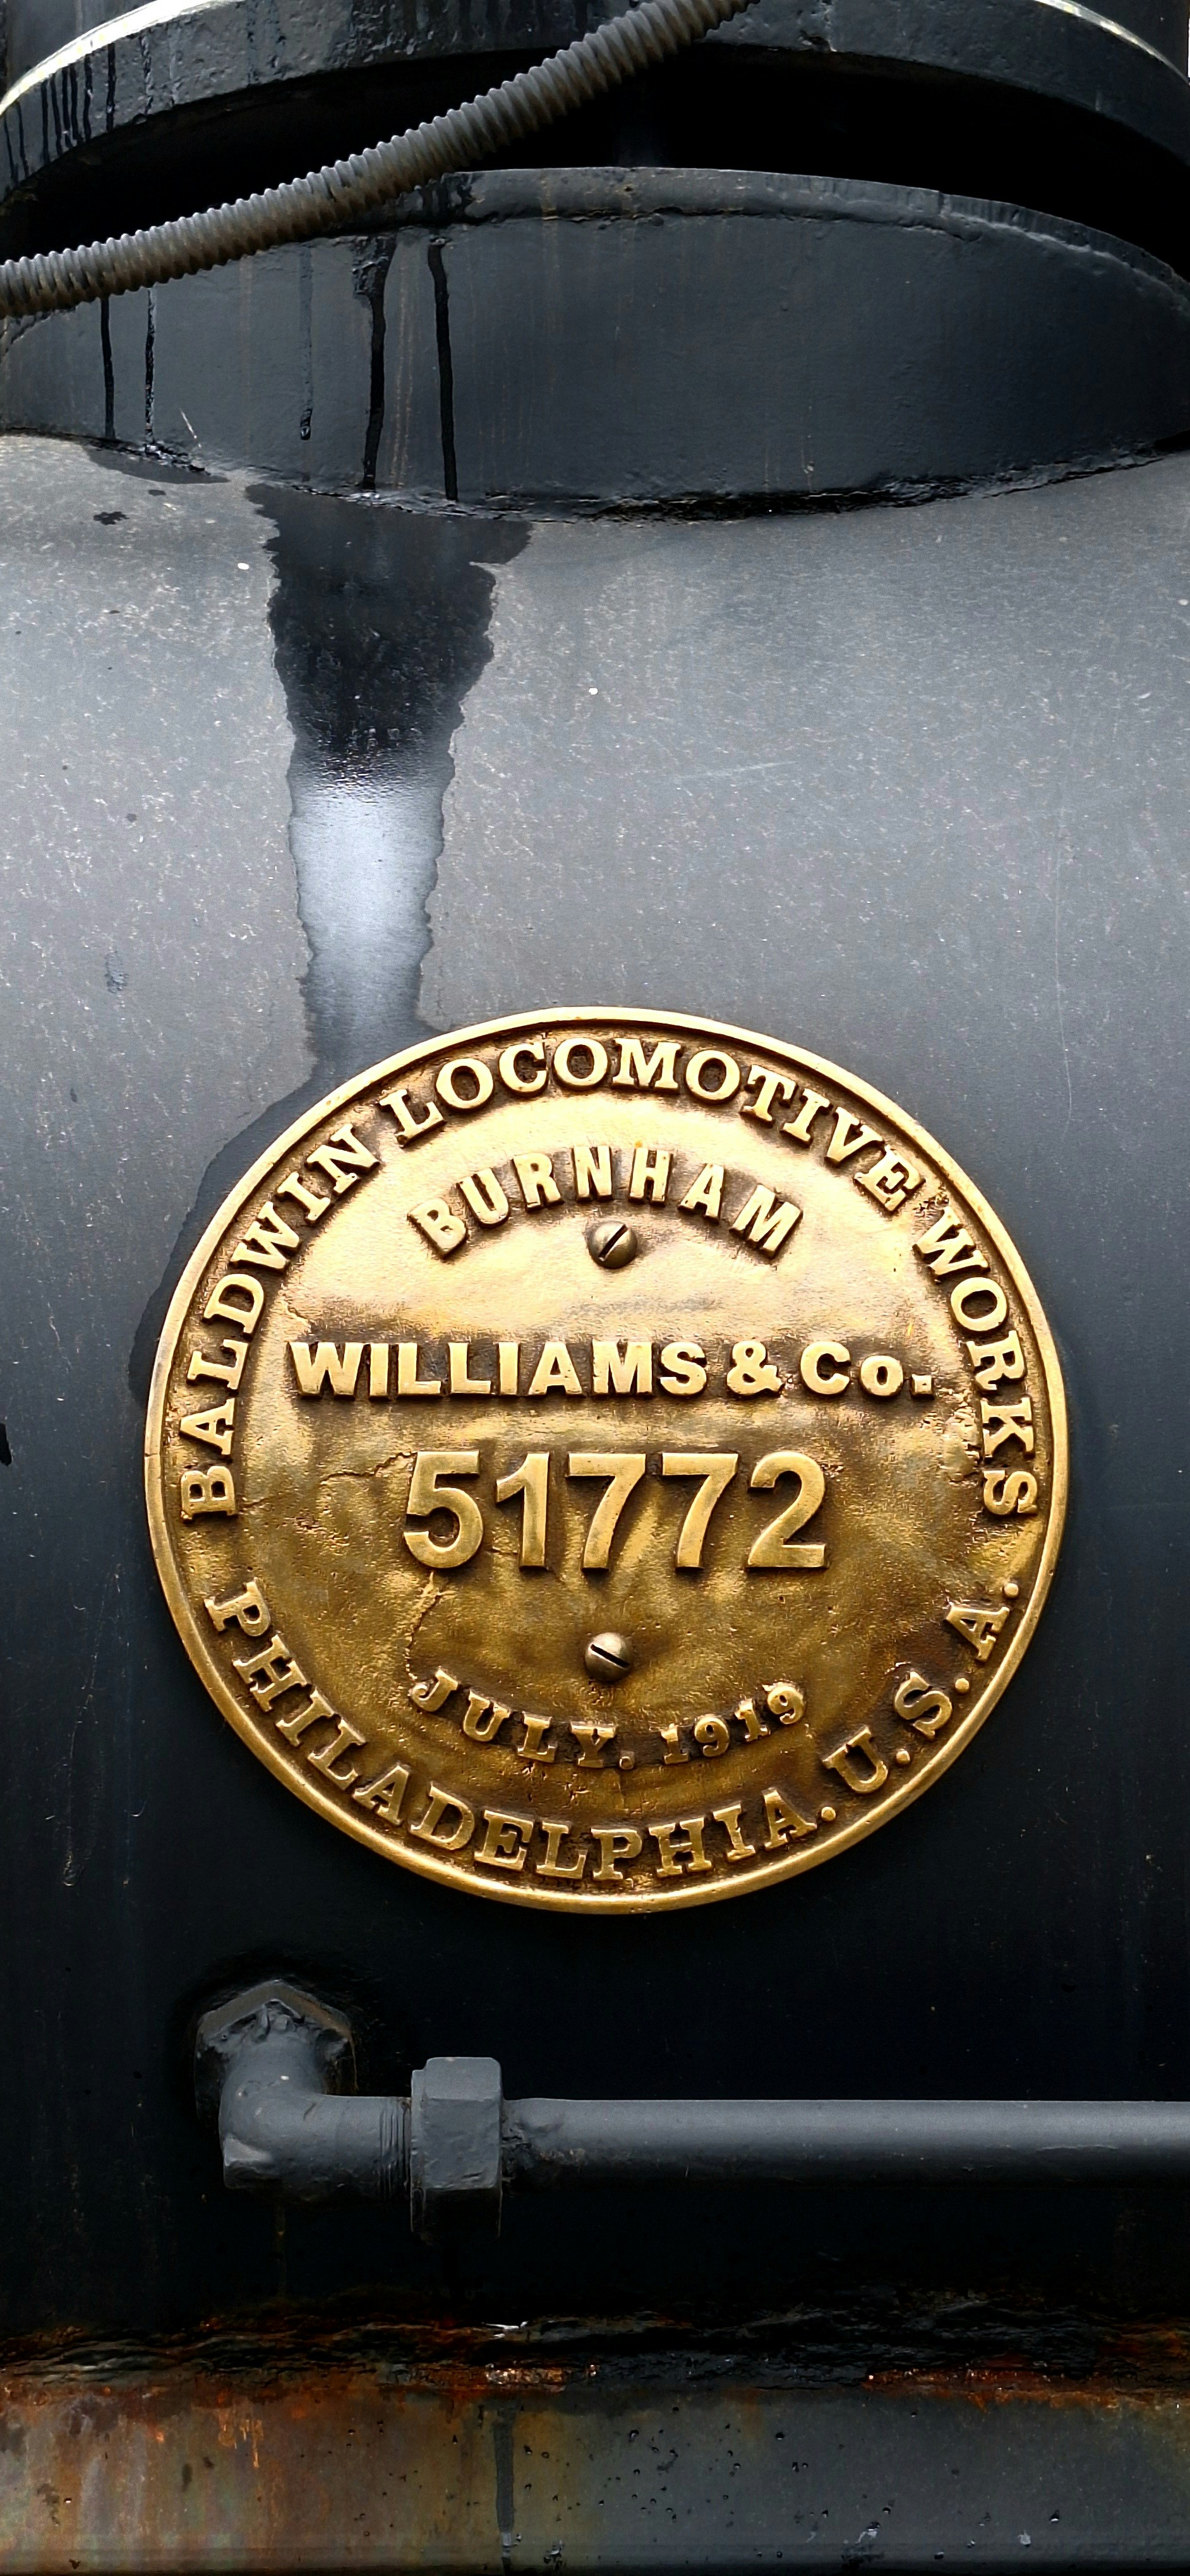 BALDWIN LOCOMOTIVE WORKS
BURNHAM
WILLIAMS & Co.
51772
JULY. 1919
PHILADELPHIA. U.S.A.